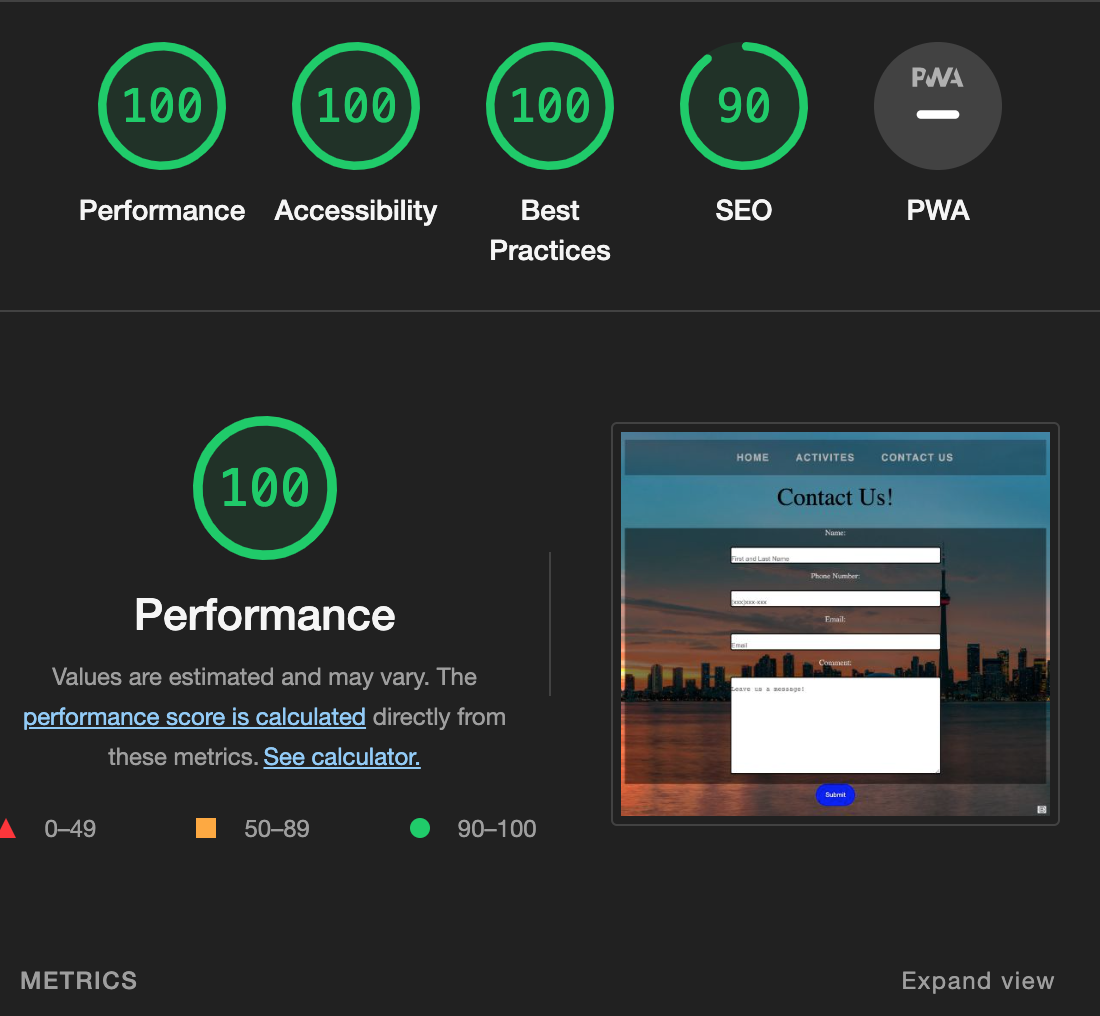 100
100
100
90
PWA
Performance
Accessibility
Best
Practices
SEO
PWA
100
Performance
Values are estimated and may vary. The
performance score is calculated directly from
these metrics. See calculator.
0–49
50–89
90–100
HOME
ACTIVITES
CONTACT US
Contact Us!
Name:
First and Last Name
Phone Number:
(xxx)xxx-xxx
Email:
Email
Comment:
Leave us a message!
Submit
METRICS
Expand view